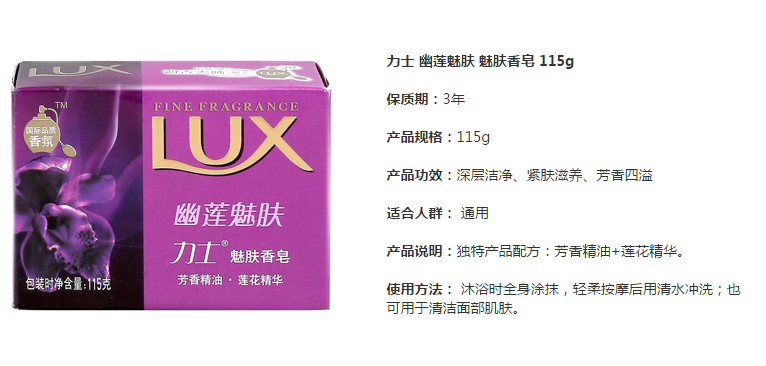 LUX
TM
国际品质
香氛
FINE FRAGRANCE
LUX
幽莲魅肤
力士® 魅肤香皂
芳香精油·莲花精华
包装时净含量:115克
力士 幽莲魅肤 魅肤香皂 115g
保质期：3年
产品规格：115g
产品功效：深层洁净、紧肤滋养、芳香四溢
适合人群： 通用
产品说明：独特产品配方：芳香精油+莲花精华。
使用方法： 沐浴时全身涂抹，轻柔按摩后用清水冲洗；也
可用于清洁面部肌肤。